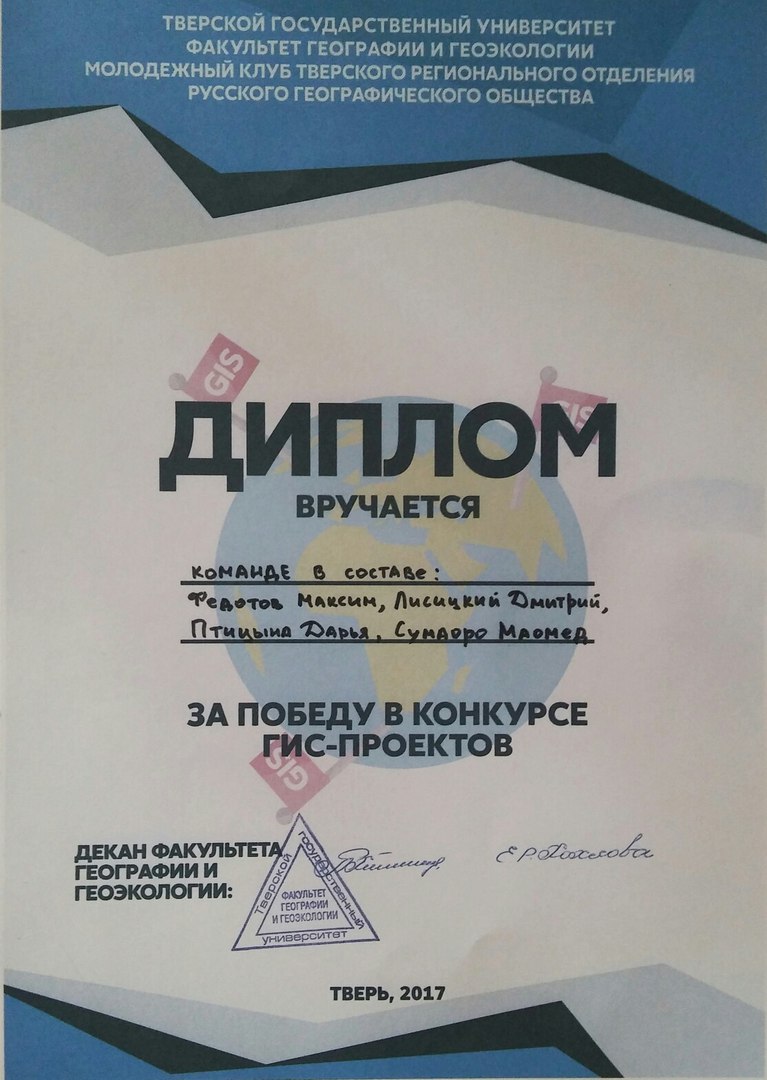 ТВЕРСКОЙ ГОСУДАРСТВЕННЫЙ УНИВЕРСИТЕТ
ФАКУЛЬТЕТ ГЕОГРАФИИ И ГЕОЭКОЛОГИИ
МОЛОДЕЖНЫЙ КЛУБ ТВЕРСКОГО РЕГИОНАЛЬНОГО ОТДЕЛЕНИЯ
РУССКОГО ГЕОГРАФИЧЕСКОГО ОБЩЕСТВА
GIS
GIS
ДИПЛОМ
ВРУЧАЕТСЯ
КОМАНДЕ В СОСТАВЕ:
Федотов Максим, Лисицкий Дмитрий,
Птицына Дарья, Сумаоро Маомед
ЗА ПОБЕДУ В КОНКУРСЕ
ГИС-ПРОЕКТОВ
GIS
ДЕКАН ФАКУЛЬТЕТА
ГЕОГРАФИИ И
ГЕОЭКОЛОГИИ:
Е.Р. Хохлова
Тверской
государственный
университет
ФАКУЛЬТЕТ
ГЕОГРАФИИ
И ГЕОЭКОЛОГИИ
ТВЕРЬ, 2017